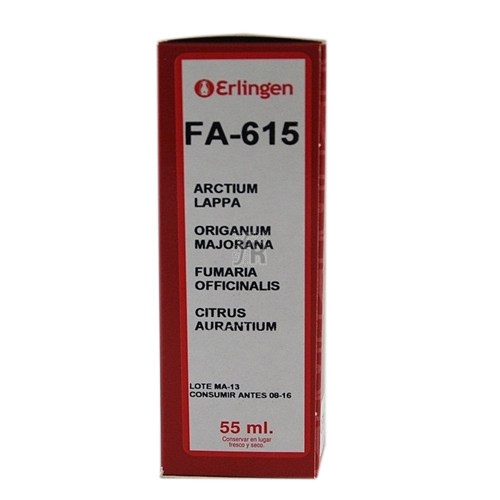 Erlingen
FA-615
ARCTIUM
LAPPA
ORIGANUM
MAJORANA
FUMARIA
OFFICINALIS
CITRUS
AURANTIUM
LOTE MA-13
CONSUMIR ANTES 08-16
55 ml.
Conservar en lugar
fresco y seco.